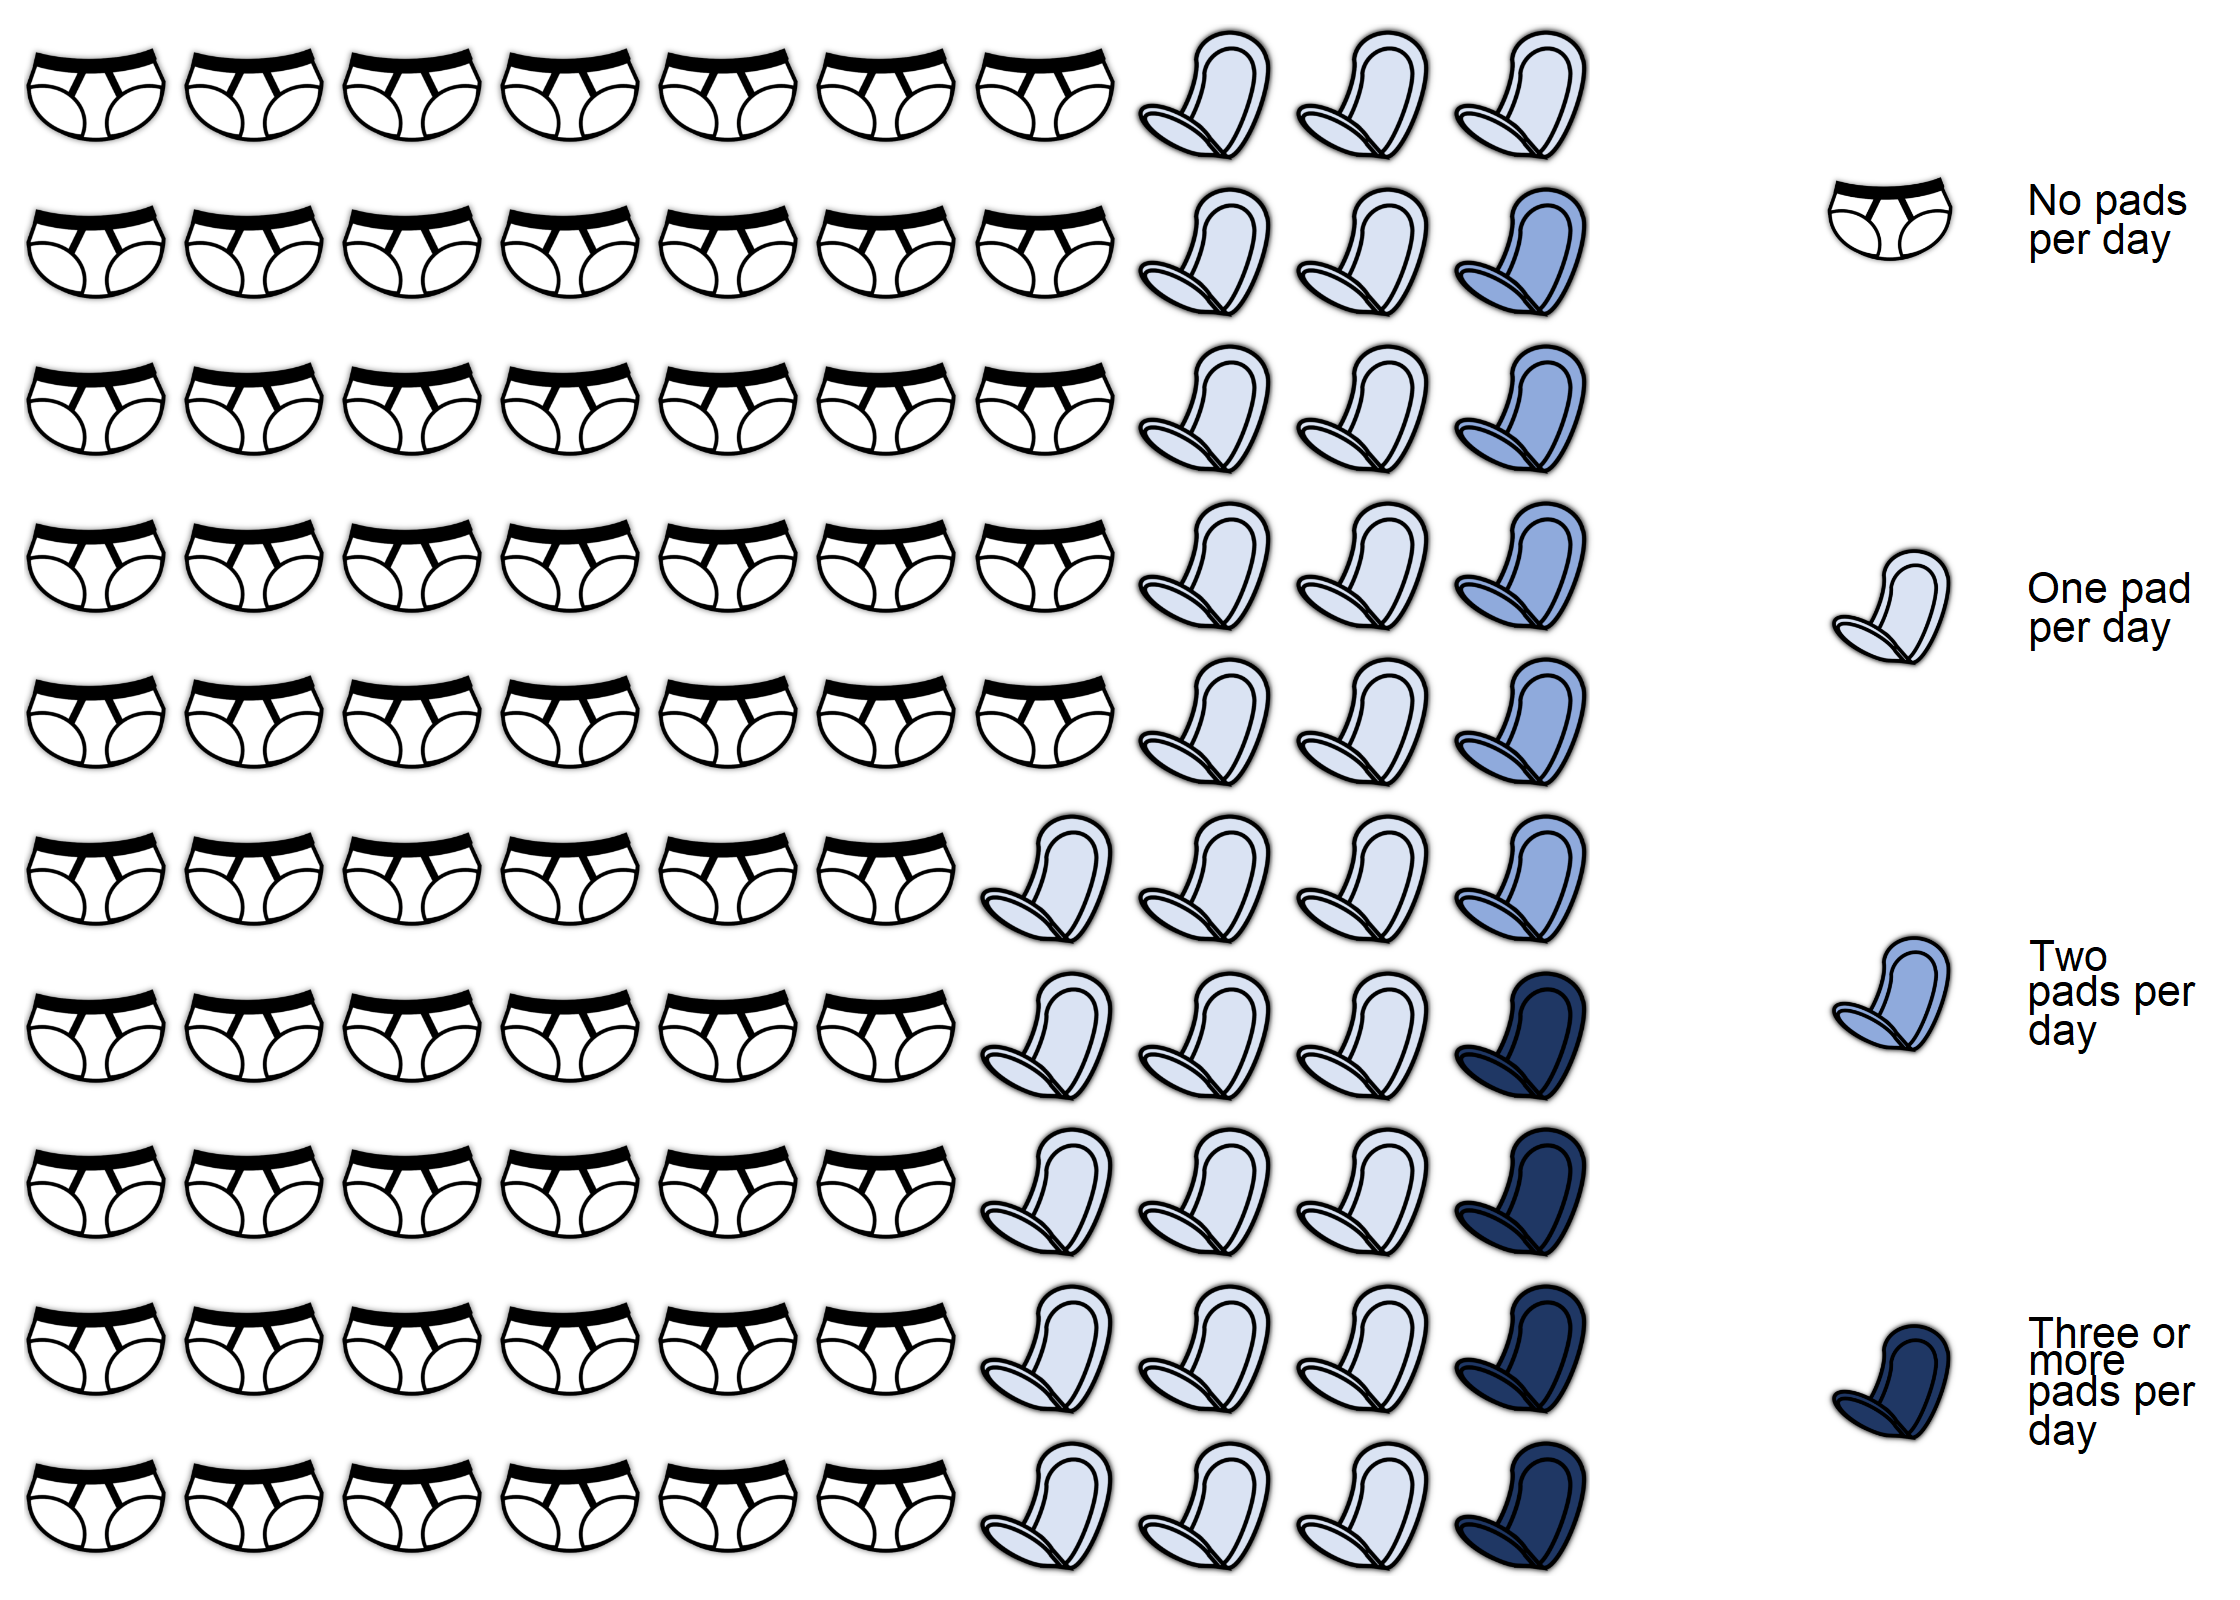 No pads
per day
One pad
per day
Two
pads per
day
Three or
more
pads per
day